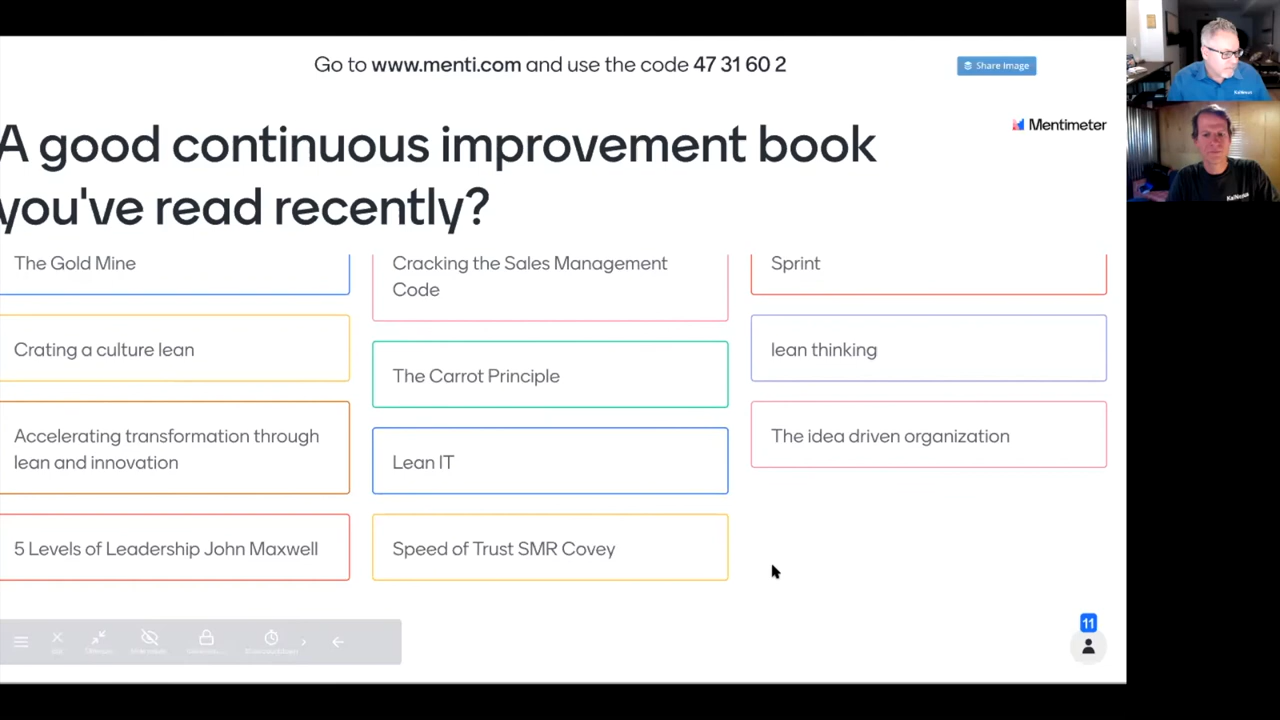 Go to www.menti.com and use the code 47 31 60 2
Share image
Mentimeter
A good continuous improvement book
you've read recently?
The Gold Mine
Crating a culture lean
Accelerating transformation through
lean and innovation
5 Levels of Leadership John Maxwell
Cracking the Sales Management
Code
The Carrot Principle
Lean IT
Speed of Trust SMR Covey
Sprint
lean thinking
The idea driven organization
11
KaiNexus
KaiNexus